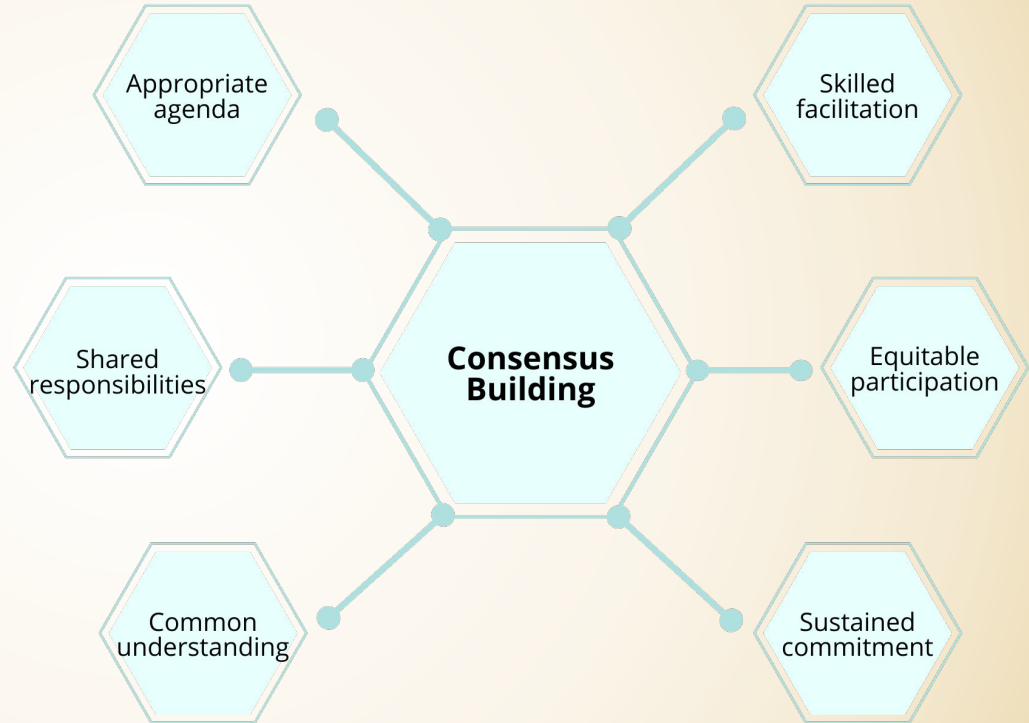 Appropriate
agenda
Skilled
facilitation
Shared
responsibilities
Consensus
Building
Equitable
participation
Common
understanding
Sustained
commitment